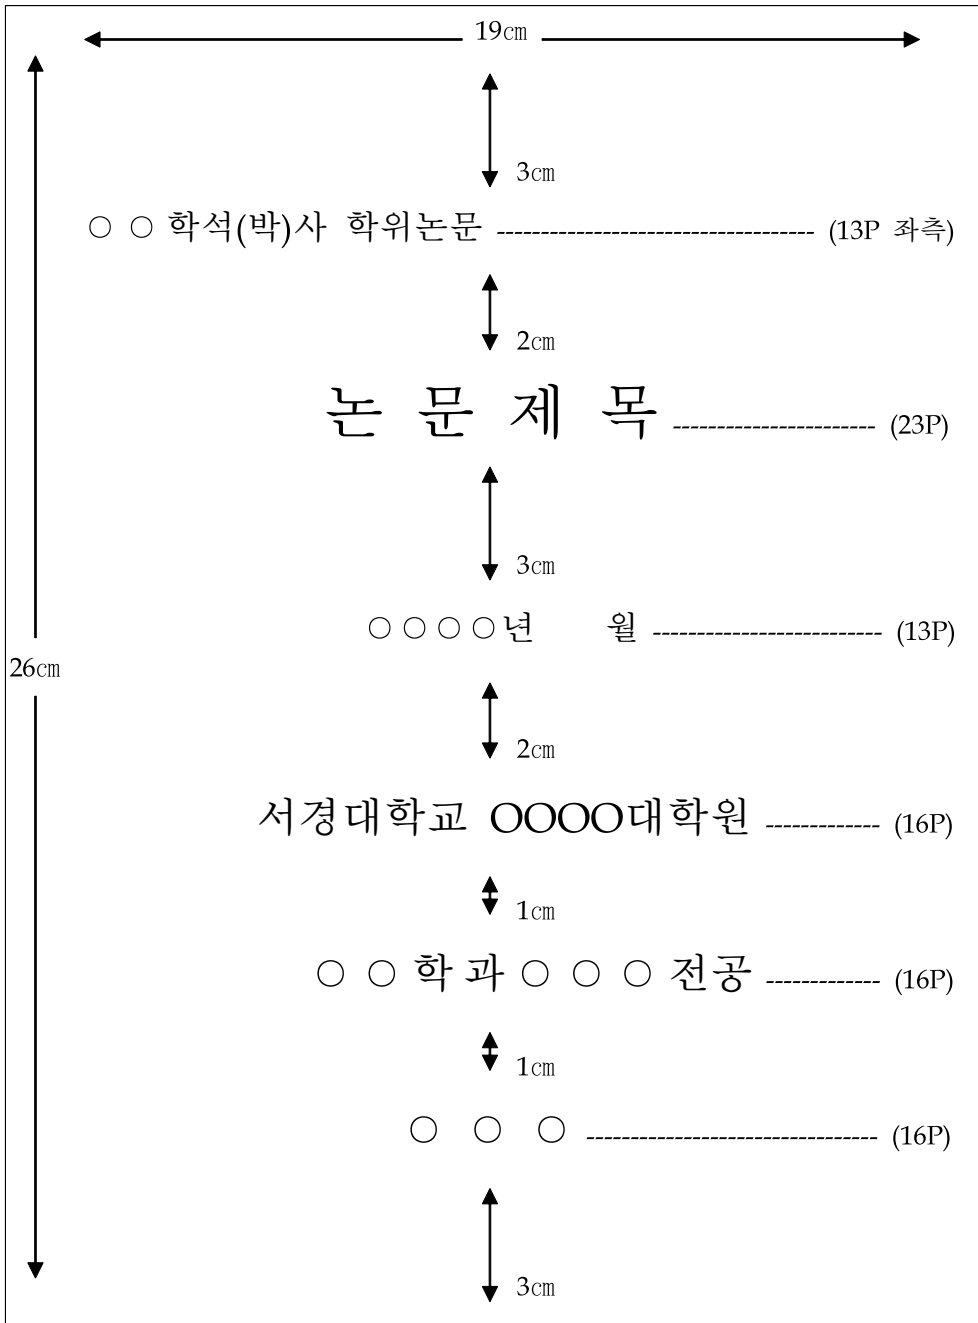 19㎝
3㎝
○ ○ 학석(박)사 학위논문 ------------------------------------- (13P 좌측)
2㎝
논 문 제 목 ----------------------- (23P)
3㎝
○○○○년 월 -------------------------- (13P)
26㎝
2㎝
서경대학교 OOOO대학원 ------------- (16P)
1㎝
○ ○ 학과 ○ ○ ○ 전공 ------------- (16P)
1㎝
○ ○ ○ --------------------------------- (16P)
3㎝